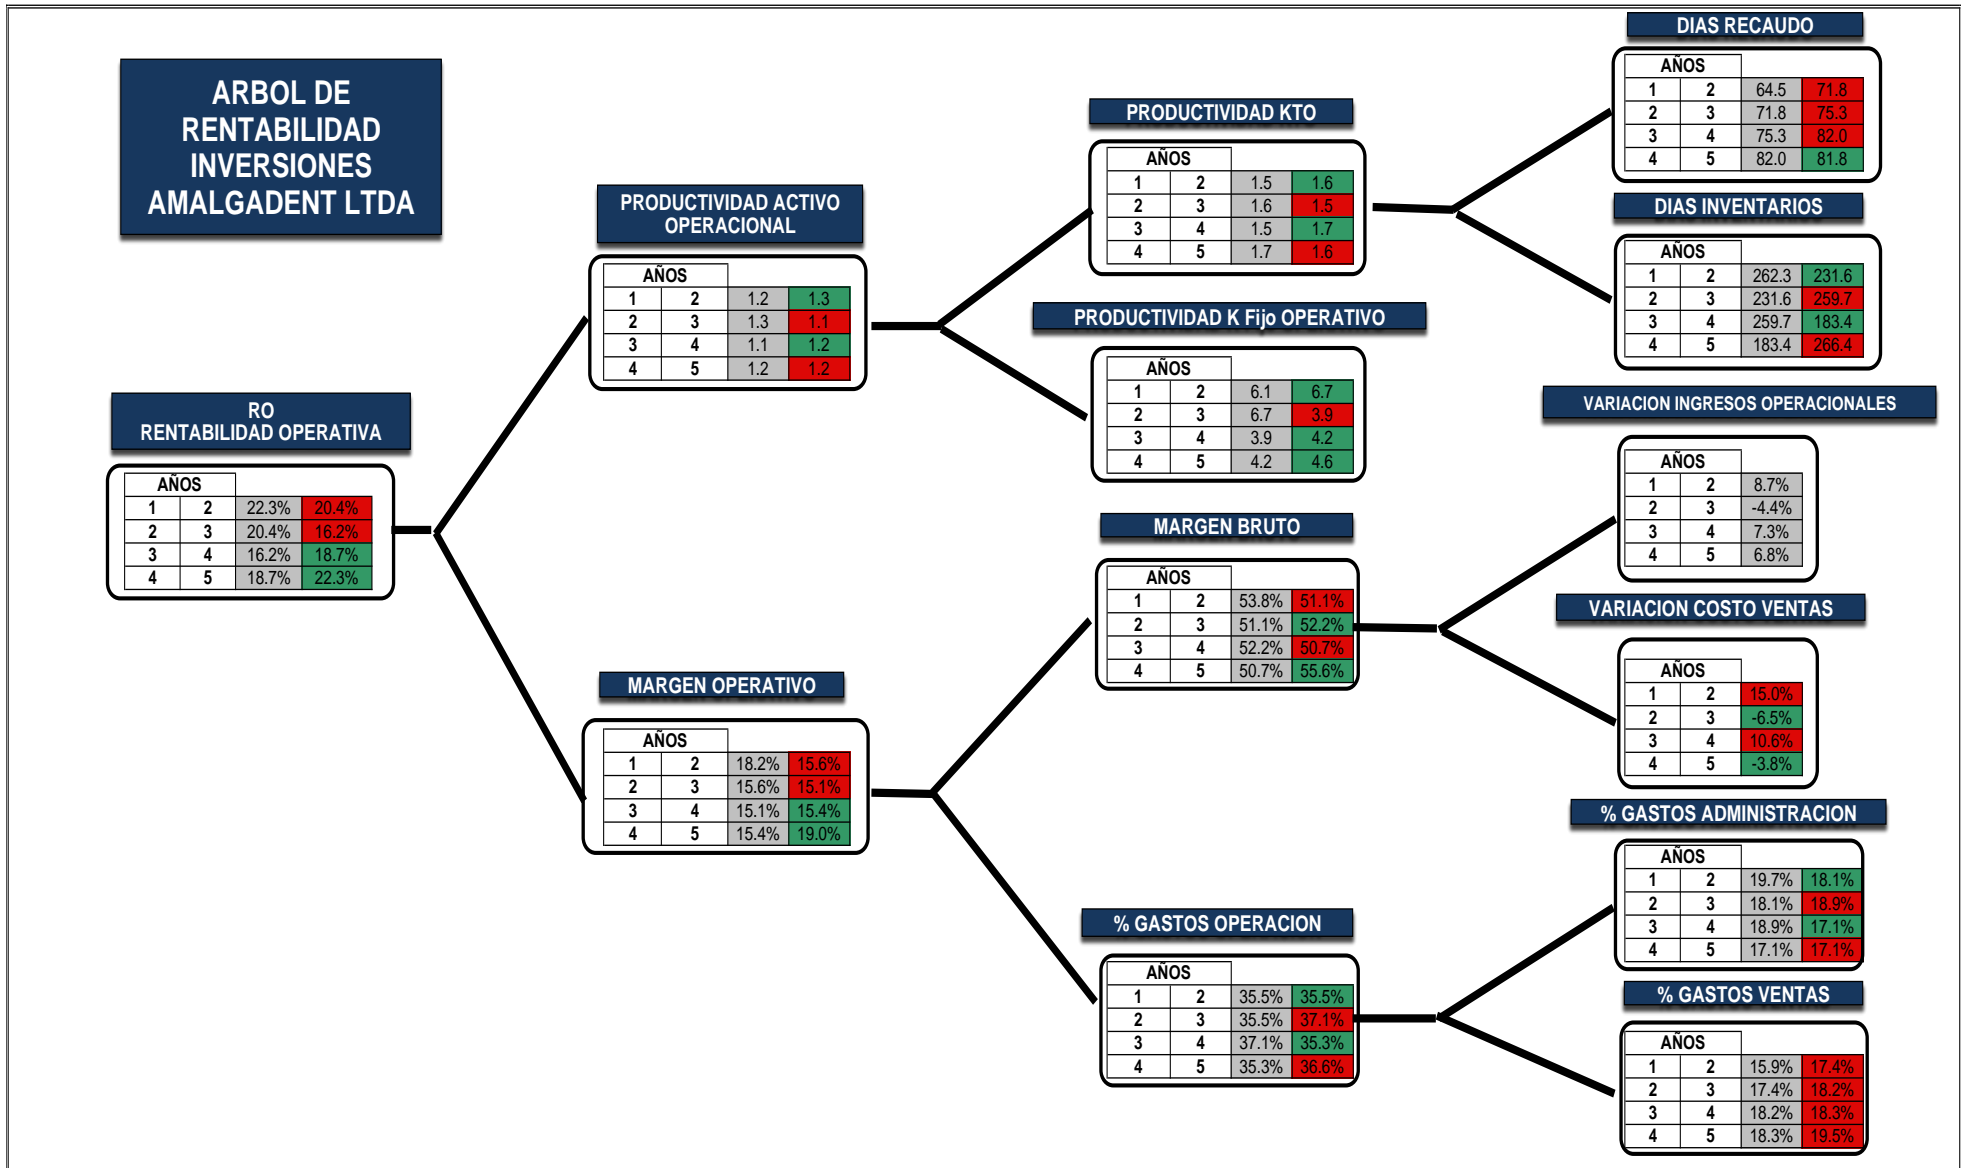 ARBOL DE
RENTABILIDAD
INVERSIONES
AMALGADENT LTDA
RO
RENTABILIDAD OPERATIVA
AÑOS
1 2 22.3% 20.4%
2 3 20.4% 16.2%
3 4 16.2% 18.7%
4 5 18.7% 22.3%
PRODUCTIVIDAD ACTIVO
OPERACIONAL
AÑOS
1 2 1.2 1.3
2 3 1.3 1.1
3 4 1.1 1.2
4 5 1.2 1.2
MARGEN OPERATIVO
AÑOS
1 2 18.2% 15.6%
2 3 15.6% 15.1%
3 4 15.1% 15.4%
4 5 15.4% 19.0%
PRODUCTIVIDAD KTO
AÑOS
1 2 1.5 1.6
2 3 1.6 1.5
3 4 1.5 1.7
4 5 1.7 1.6
PRODUCTIVIDAD K Fijo OPERATIVO
AÑOS
1 2 6.1 6.7
2 3 6.7 3.9
3 4 3.9 4.2
4 5 4.2 4.6
MARGEN BRUTO
AÑOS
1 2 53.8% 51.1%
2 3 51.1% 52.2%
3 4 52.2% 50.7%
4 5 50.7% 55.6%
% GASTOS OPERACION
AÑOS
1 2 35.5% 35.5%
2 3 35.5% 37.1%
3 4 37.1% 35.3%
4 5 35.3% 36.6%
DIAS RECAUDO
AÑOS
1 2 64.5 71.8
2 3 71.8 75.3
3 4 75.3 82.0
4 5 82.0 81.8
DIAS INVENTARIOS
AÑOS
1 2 262.3 231.6
2 3 231.6 259.7
3 4 259.7 183.4
4 5 183.4 266.4
VARIACION INGRESOS OPERACIONALES
AÑOS
1 2 8.7%
2 3 -4.4%
3 4 7.3%
4 5 6.8%
VARIACION COSTO VENTAS
AÑOS
1 2 15.0%
2 3 -6.5%
3 4 10.6%
4 5 -3.8%
% GASTOS ADMINISTRACION
AÑOS
1 2 19.7% 18.1%
2 3 18.1% 18.9%
3 4 18.9% 17.1%
4 5 17.1% 17.1%
% GASTOS VENTAS
AÑOS
1 2 15.9% 17.4%
2 3 17.4% 18.2%
3 4 18.2% 18.3%
4 5 18.3% 19.5%